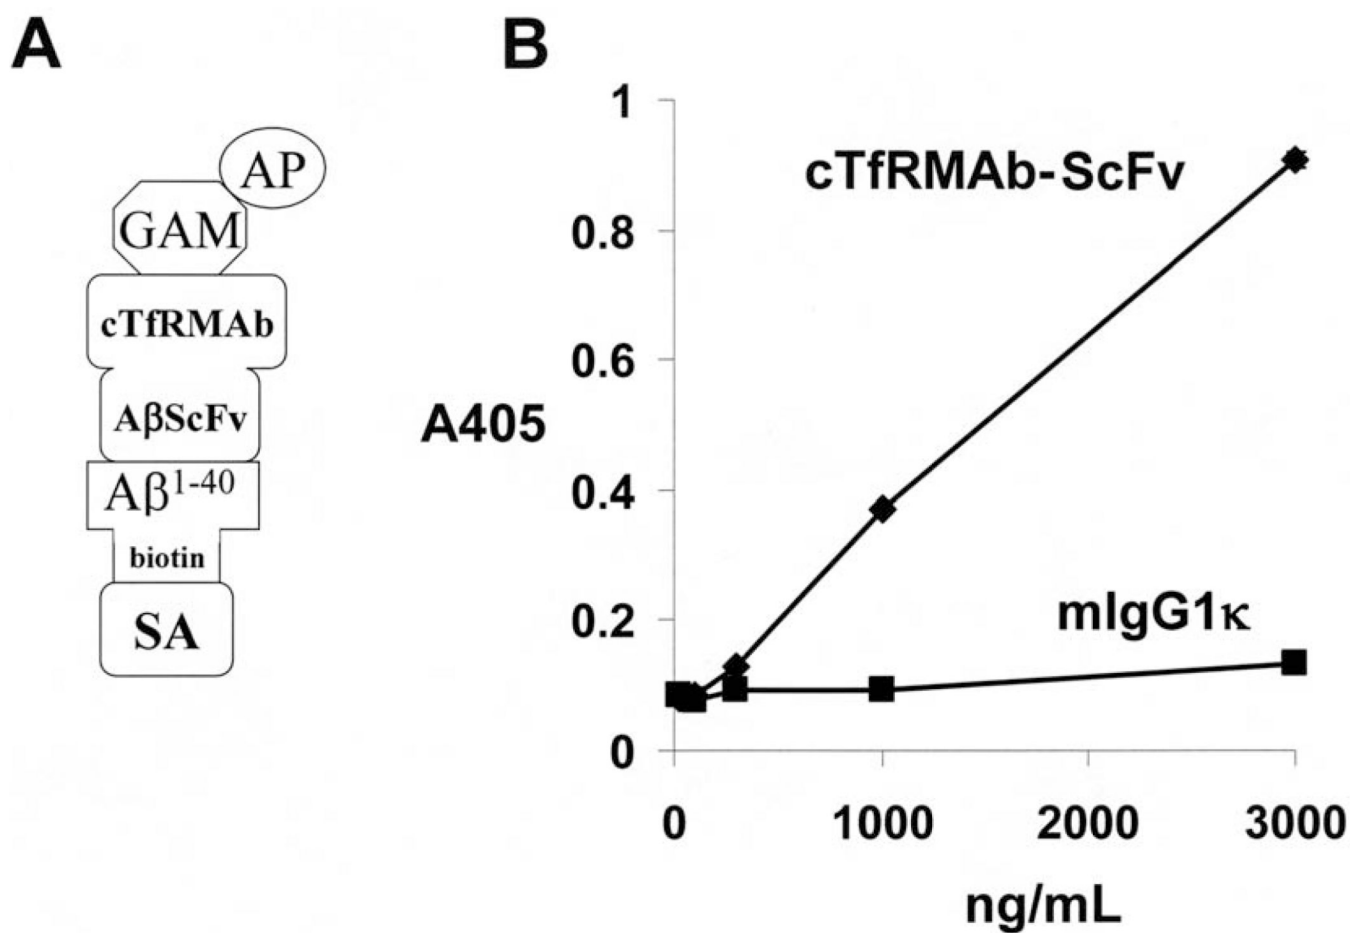 A
AP
GAM
cTfRMAb
AβScFv
Aβ1-40
biotin
SA
B
1
cTfRMAb-ScFv
0.8
0.6
A405
0.4
mIgG1κ
0.2
0
0 1000 2000 3000
ng/mL